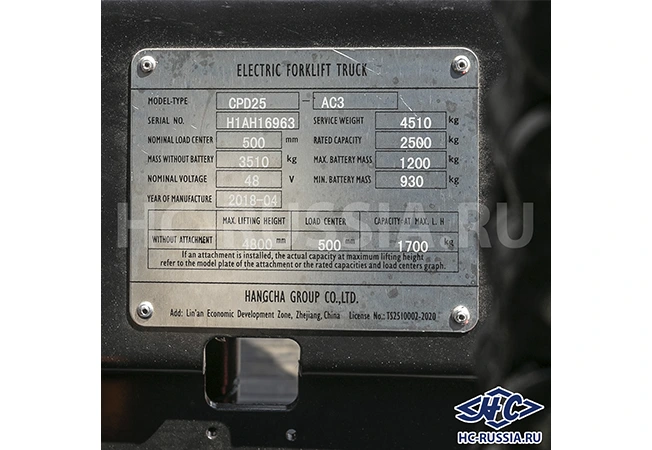 ELECTRIC FORKLIFT TRUCK
MODEL-TYPE CPD25 - AC3
SERIAL NO. H1AH16963 SERVICE WEIGHT 4510 kg
NOMINAL LOAD CENTER 500 mm RATED CAPACITY 2500 kg
MASS WITHOUT BATTERY 3510 kg MAX. BATTERY MASS 1200 kg
NOMINAL VOLTAGE 48 V MIN. BATTERY MASS 930 kg
YEAR OF MANUFACTURE 2018-04
HC-RUSSIA.RU
MAX. LIFTING HEIGHT LOAD CENTER CAPACITY AT MAX. L. H
WITHOUT ATTACHMENT 4800 mm 500 1700 kg
If an attachment is installed, the actual capacity at maximum lifting height
refer to the model plate of the attachment or the rated capacities and load centers graph.
HANGCHA GROUP CO.,LTD.
Add: Lin'an Economic Development Zone, Zhejiang, China License No.: TS2510002-2020
HC
HC-RUSSIA.RU